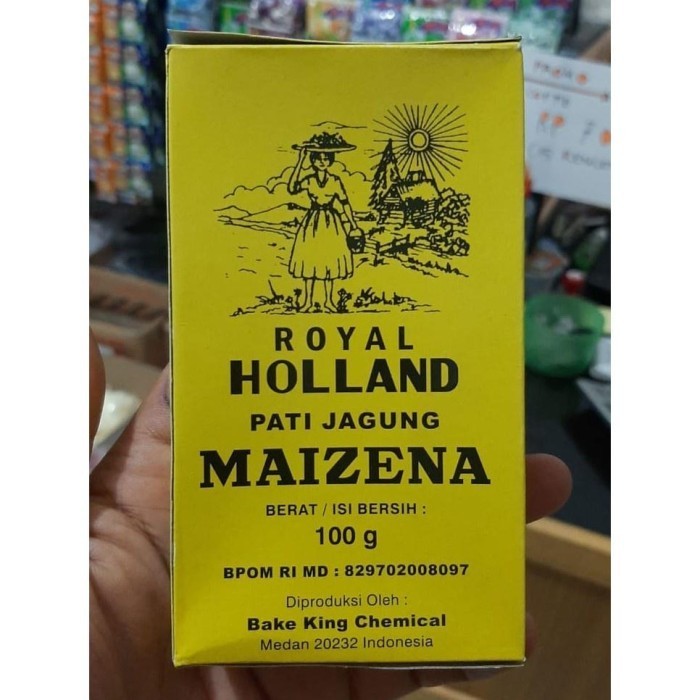 ROYAL
HOLLAND
PATI JAGUNG
MAIZENA
BERAT / ISI BERSIH :
100 g
BPOM RI MD : 829702008097
Diproduksi Oleh :
Bake King Chemical
Medan 20232 Indonesia